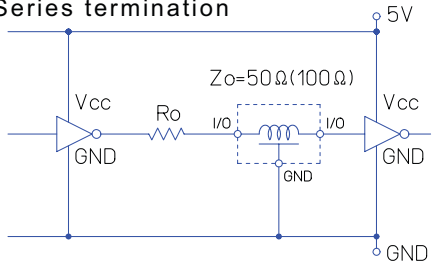 Series termination
5V
Zo=50Ω(100Ω)
Vcc
Ro
I/O
I/O
Vcc
GND
GND
GND
GND